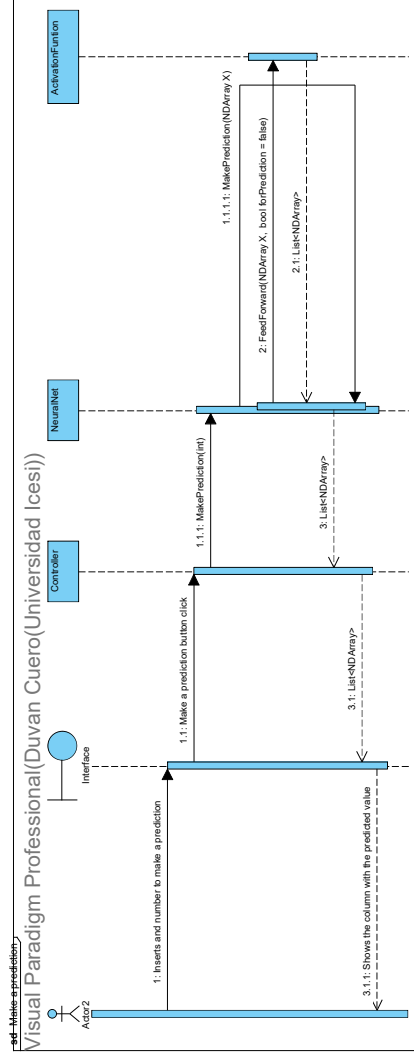 sd Make a prediction
Visual Paradigm Professional(Duvan Cuero(Universidad Icesi))
Actor2
Interface
Controller
NeuralNet
ActivationFuntion
1: Inserts and number to make a prediction
1.1: Make a prediction button click
1.1.1: MakePrediction(int)
1.1.1.1: MakePrediction(NDArray X)
2: FeedForward(NDArray X, bool forPrediction = false)
2.1: List<NDArray>
3: List<NDArray>
3.1: List<NDArray>
3.1.1: Shows the column with the predicted value